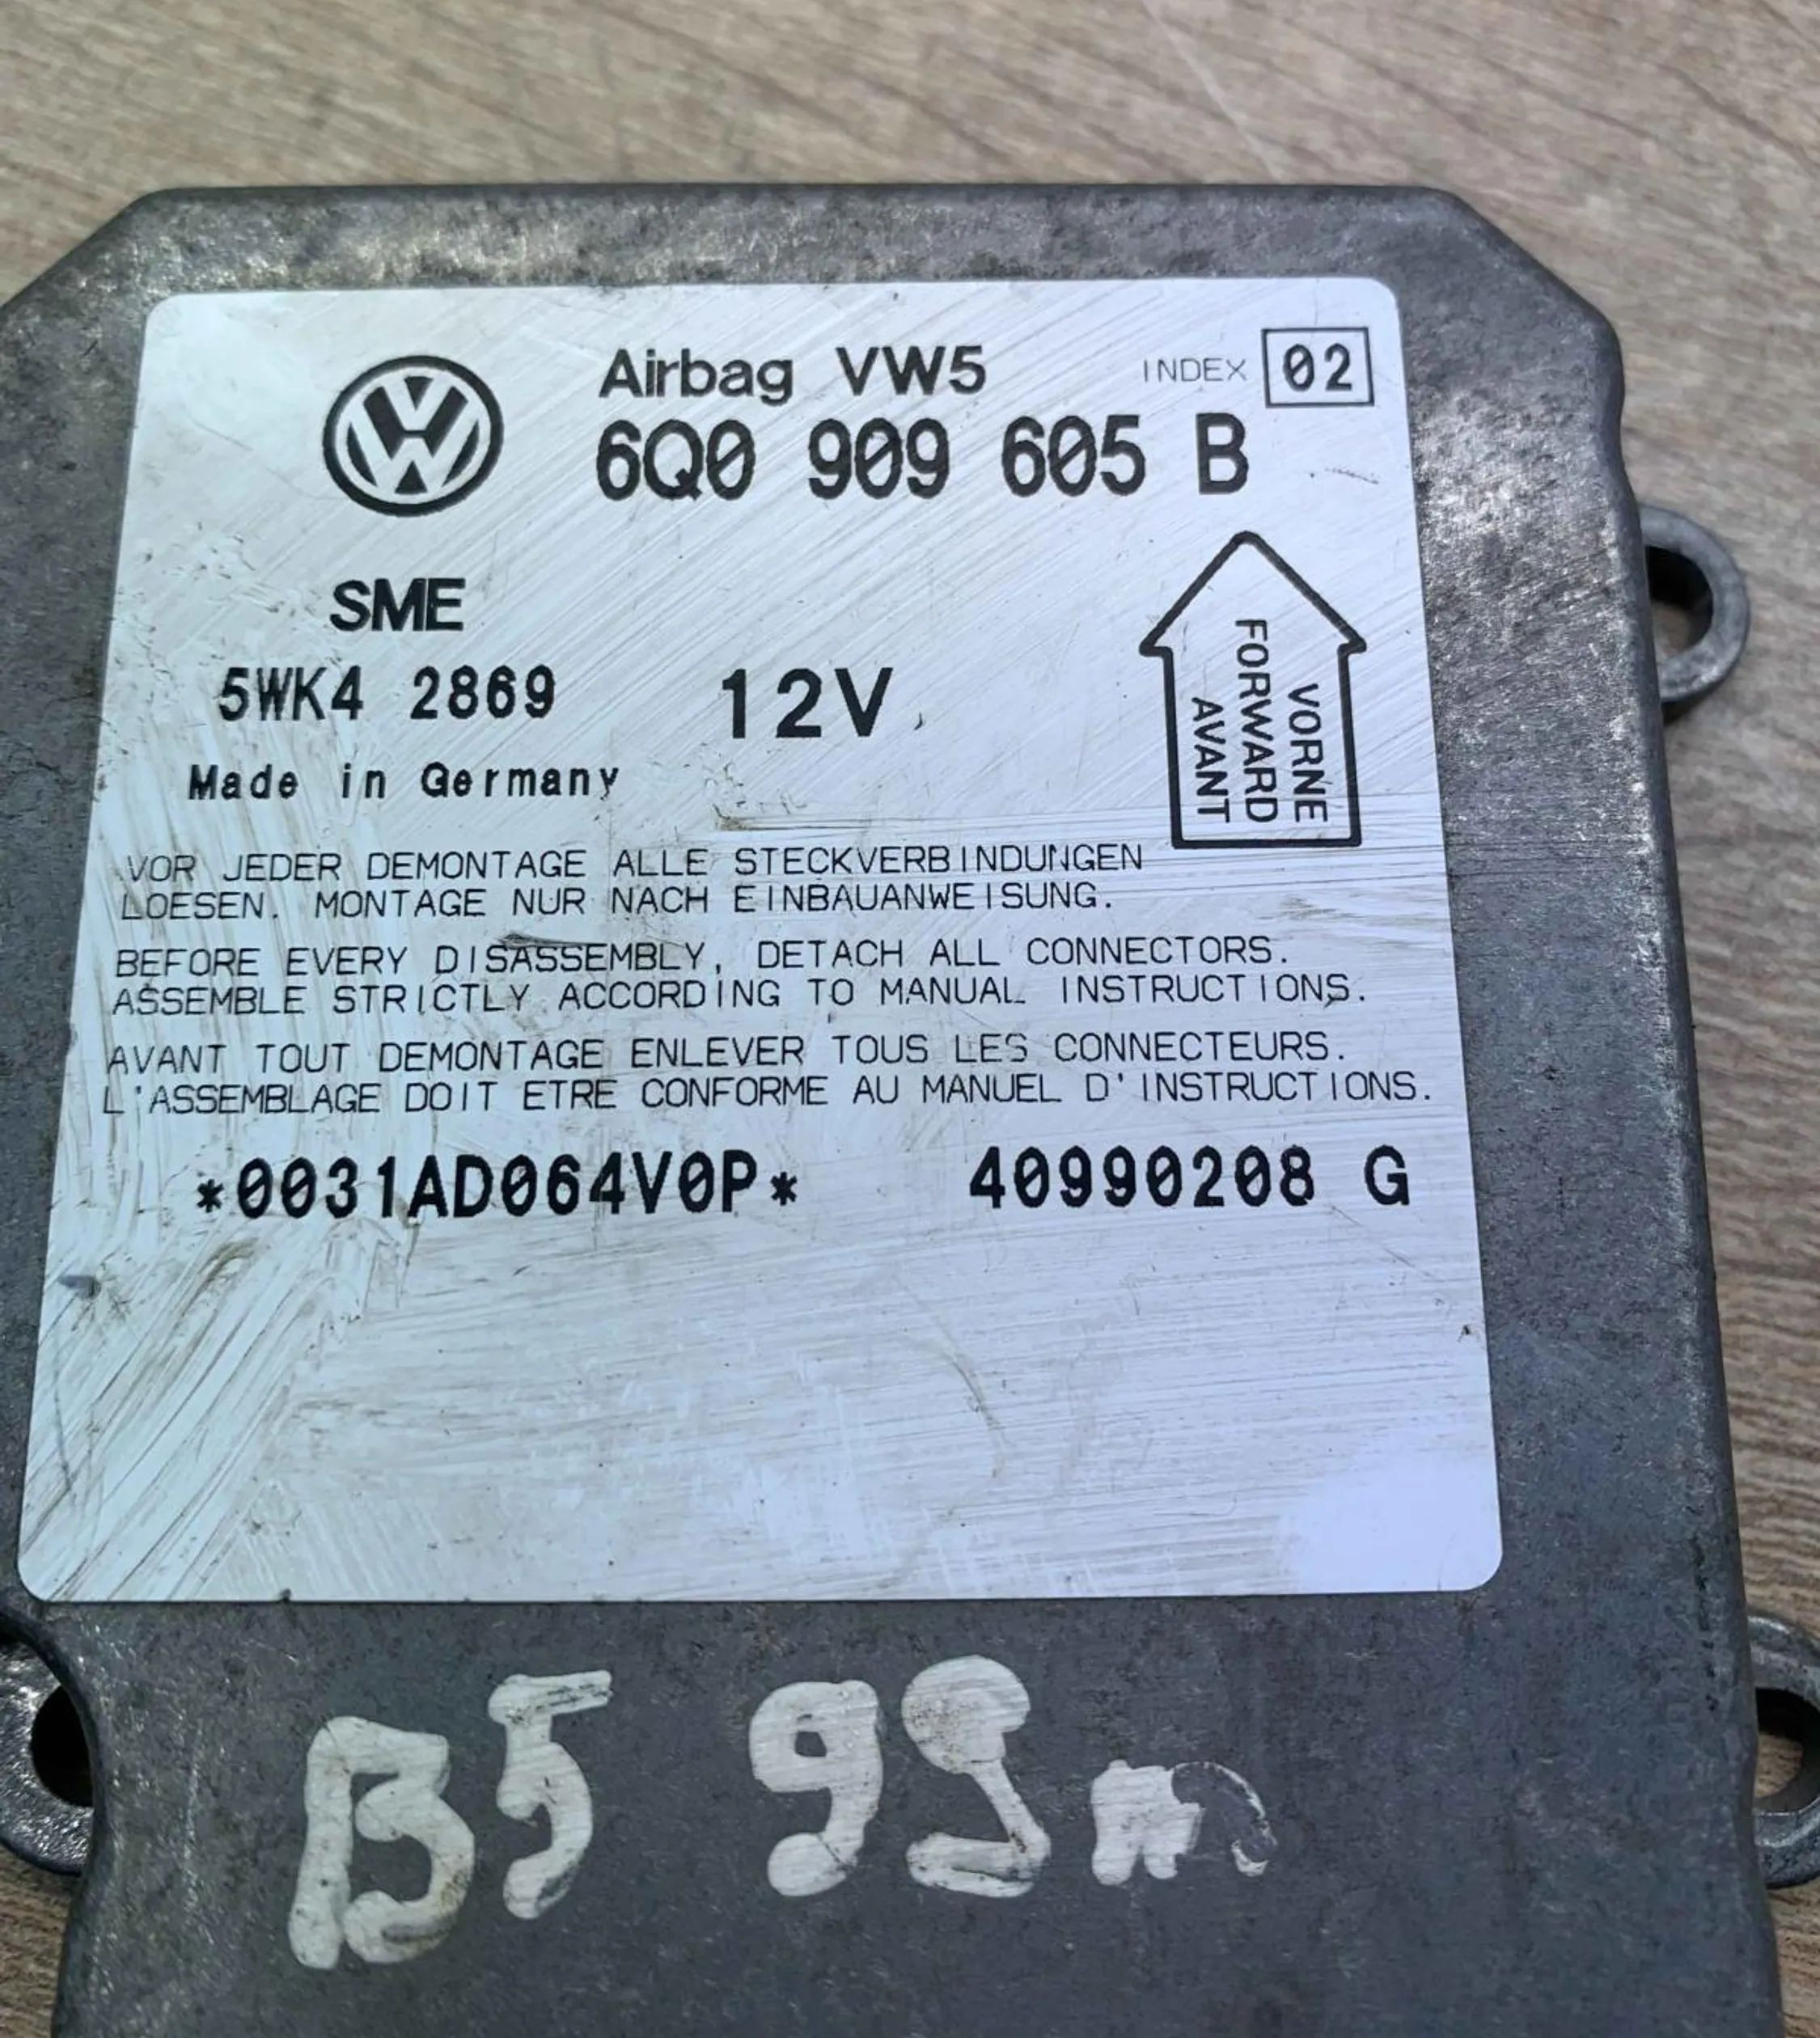 Airbag VW5 INDEX 02
6Q0 909 605 B
SME
5WK4 2869 12V
Made in Germany
VORNE
FORWARD
AVANT
VOR JEDER DEMONTAGE ALLE STECKVERBINDUNGEN
LOESEN. MONTAGE NUR NACH EINBAUANWEISUNG.
BEFORE EVERY DISASSEMBLY, DETACH ALL CONNECTORS.
ASSEMBLE STRICTLY ACCORDING TO MANUAL INSTRUCTIONS.
AVANT TOUT DEMONTAGE ENLEVER TOUS LES CONNECTEURS.
L'ASSEMBLAGE DOIT ETRE CONFORME AU MANUEL D'INSTRUCTIONS.
*0031AD064V0P* 40990208 G
B5